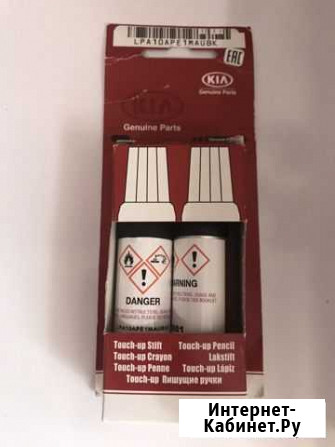 LPA10APE1MAUBK
EAC
KIA
Genuine Parts
DANGER
WARNING
Touch-up Stift Touch-up Pencil
Touch-up Crayon Lakstift
Touch-up Penne Touch-up Lápiz
Touch-up Пишущие ручки
Интернет-
Кабинет.Ру